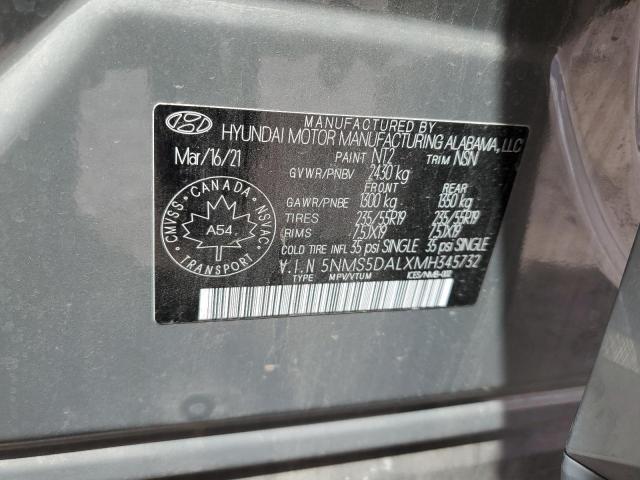 MANUFACTURED BY
HYUNDAI MOTOR MANUFACTURING ALABAMA, LLC
Mar/16/21
PAINT NT2 TRIM NSN
GVWR/PNBV 2430 kg
FRONT REAR
GAWR/PNBE 1300 kg 1350 kg
TIRES 235/55R19 235/55R19
RIMS 7.5JX19 7.5JX19
COLD TIRE INFL 35 psi SINGLE 35 psi SINGLE
V.I.N 5NMS5DALXMH345732
TYPE MPV/VTUM
CANADA
CMVSS NSVAC
A54
TRANSPORT